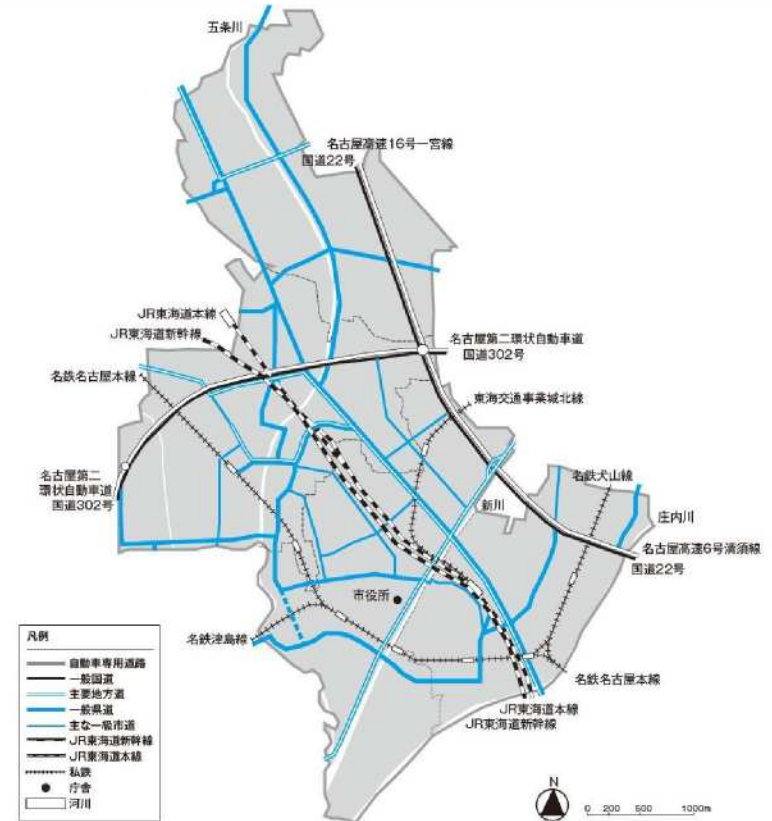 五条川
名古屋高速16号一宮線
国道22号
JR東海道本線
JR東海道新幹線
名古屋第二環状自動車道
国道302号
名鉄名古屋本線
東海交通事業城北線
名古屋第二
環状自動車道
国道302号
名鉄犬山線
新川
庄内川
名古屋高速6号清須線
国道22号
市役所
名鉄津島線
名鉄名古屋本線
JR東海道本線
JR東海道新幹線
凡例
自動車専用道路
一般国道
主要地方道
一般県道
主な一級市道
JR東海道新幹線
JR東海道本線
私鉄
庁舎
河川
N
0 200 500 1000m